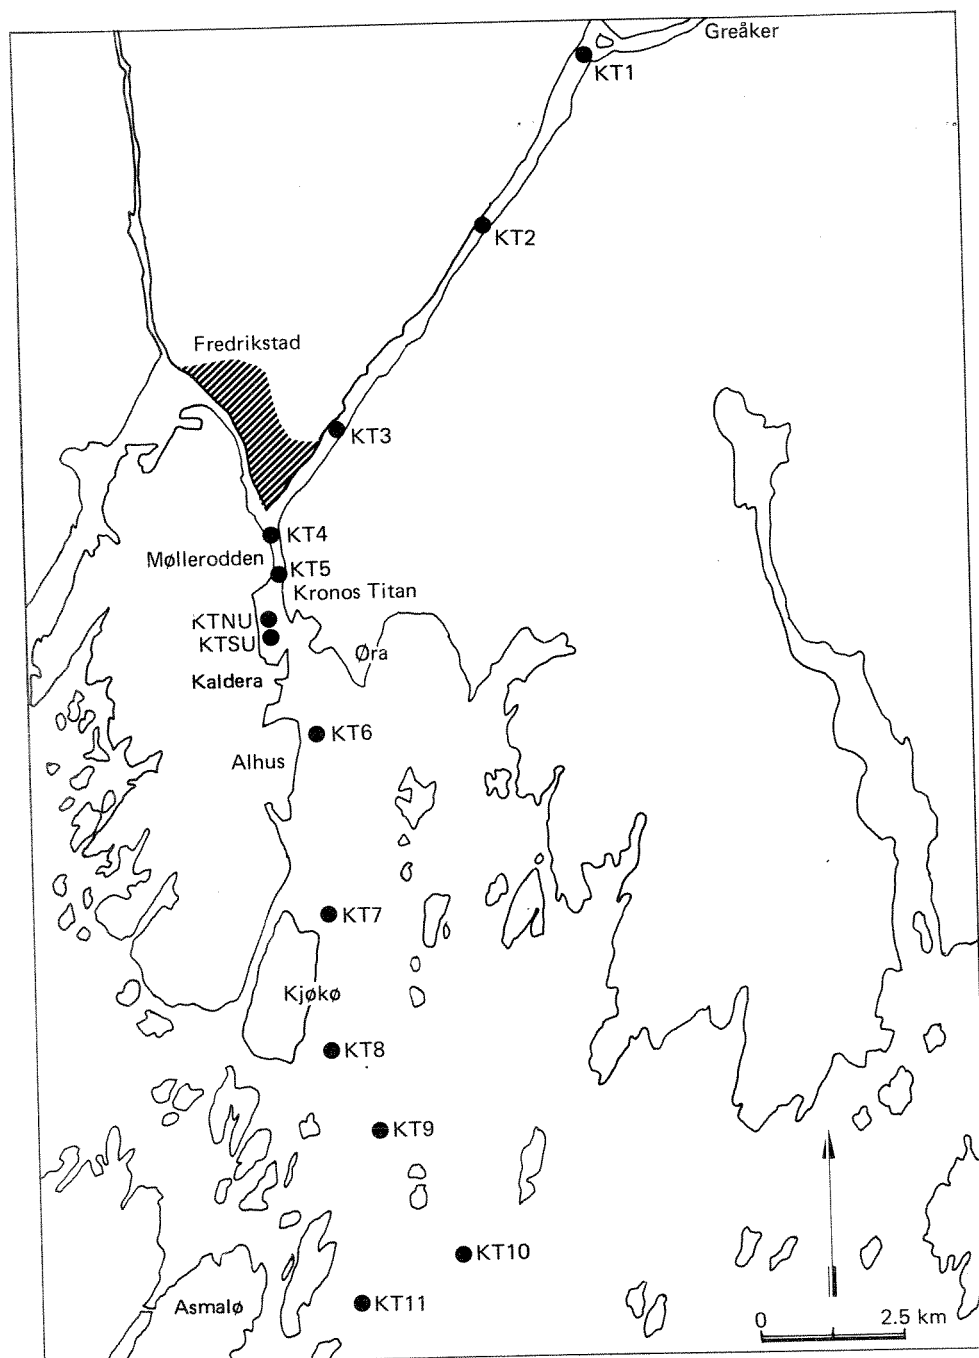 Greåker
KT1
KT2
Fredrikstad
KT3
KT4
Møllerodden
KT5
Kronos Titan
KTNU
KTSU
Øra
Kaldera
KT6
Alhus
KT7
Kjøkø
KT8
KT9
KT10
KT11
Asmalø
0 2.5 km